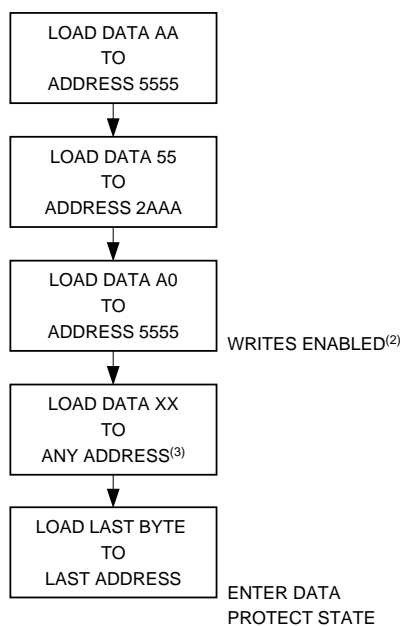 LOAD DATA AA
TO
ADDRESS 5555
LOAD DATA 55
TO
ADDRESS 2AAA
LOAD DATA A0
TO
ADDRESS 5555
WRITES ENABLED(2)
LOAD DATA XX
TO
ANY ADDRESS(3)
LOAD LAST BYTE
TO
LAST ADDRESS
ENTER DATA
PROTECT STATE